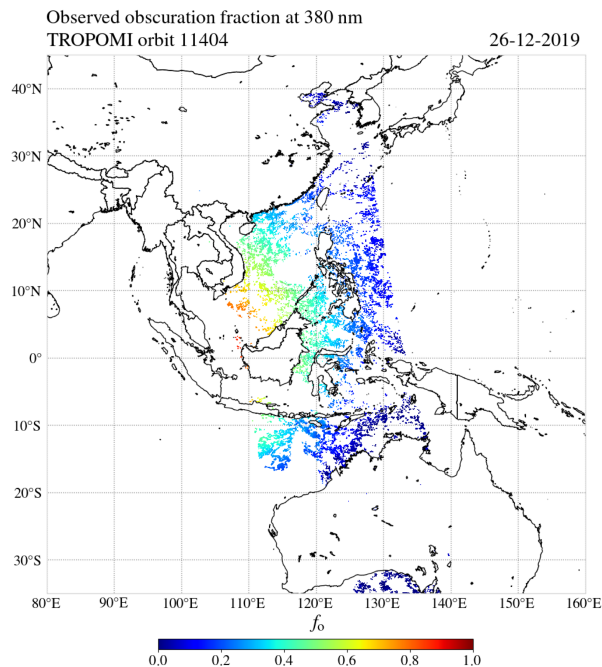 Observed obscuration fraction at 380 nm
TROPOMI orbit 11404 26-12-2019
40°N
30°N
20°N
10°N
0°
10°S
20°S
30°S
80°E 90°E 100°E 110°E 120°E 130°E 140°E 150°E 160°E
fₒ
0.0 0.2 0.4 0.6 0.8 1.0